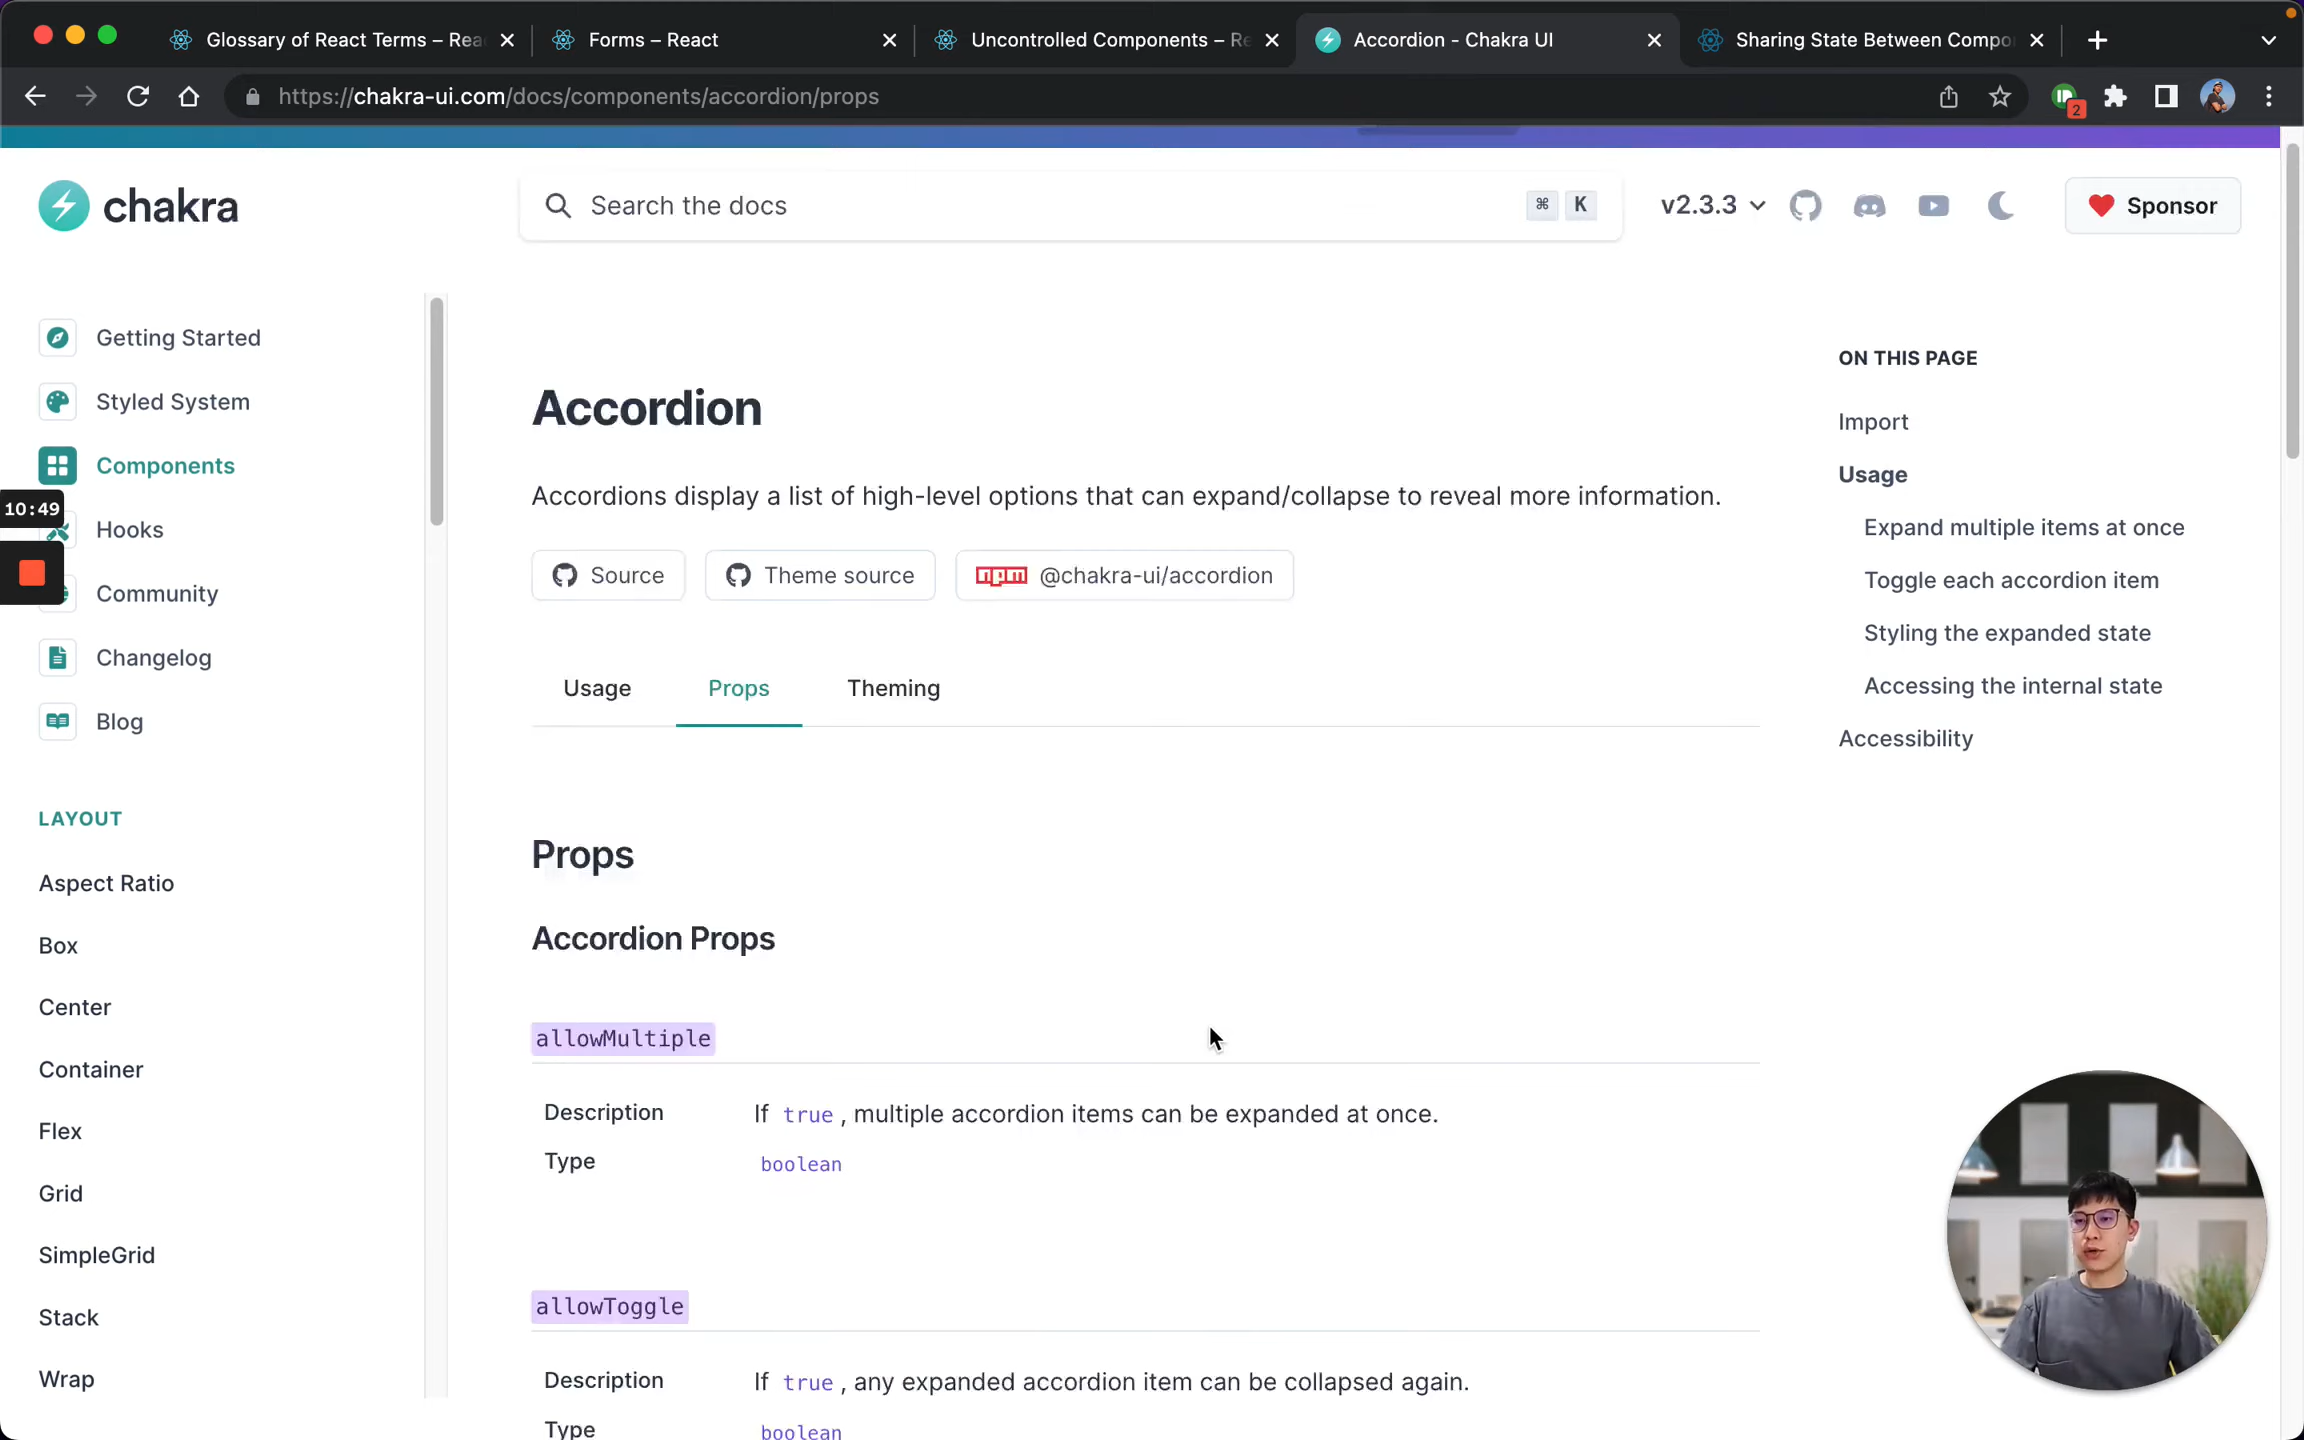 Glossary of React Terms – Rea
Forms – React
Uncontrolled Components – Re
Accordion - Chakra UI
Sharing State Between Compo
https://chakra-ui.com/docs/components/accordion/props
2
chakra
Search the docs
⌘ K
v2.3.3
Sponsor
Getting Started
Styled System
Components
10:49
Hooks
Community
Changelog
Blog
LAYOUT
Aspect Ratio
Box
Center
Container
Flex
Grid
SimpleGrid
Stack
Wrap
Accordion
Accordions display a list of high-level options that can expand/collapse to reveal more information.
Source
Theme source
npm @chakra-ui/accordion
Usage
Props
Theming
Props
Accordion Props
allowMultiple
Description If true , multiple accordion items can be expanded at once.
Type boolean
allowToggle
Description If true , any expanded accordion item can be collapsed again.
Type boolean
ON THIS PAGE
Import
Usage
Expand multiple items at once
Toggle each accordion item
Styling the expanded state
Accessing the internal state
Accessibility